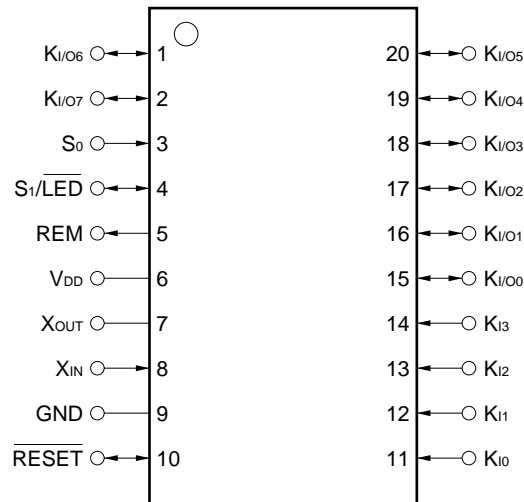 KI/O6 1 20 KI/O5
KI/O7 2 19 KI/O4
S0 3 18 KI/O3
S1/LED 4 17 KI/O2
REM 5 16 KI/O1
VDD 6 15 KI/O0
XOUT 7 14 KI3
XIN 8 13 KI2
GND 9 12 KI1
RESET 10 11 KI0